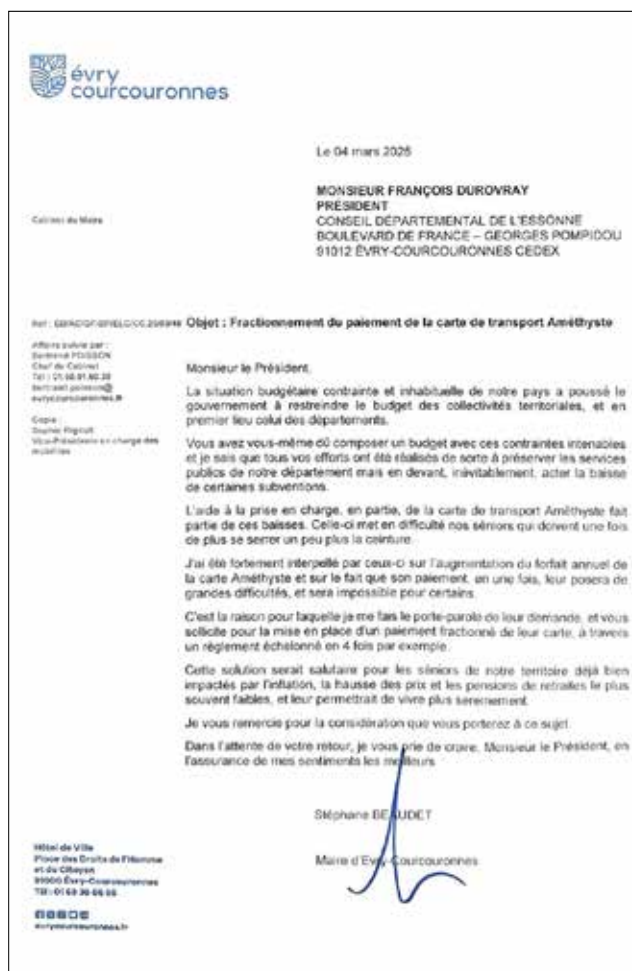 évry
courcouronnes
Le 04 mars 2025
MONSIEUR FRANÇOIS DUROVRAY
PRÉSIDENT
CONSEIL DÉPARTEMENTAL DE L'ESSONNE
BOULEVARD DE FRANCE – GEORGES POMPIDOU
91012 ÉVRY-COURCOURONNES CEDEX
Cabinet du Maire
Objet : Fractionnement du paiement de la carte de transport Améthyste
Affaire suivie par :
Bertrand POISSON
Chef de Cabinet
evrycourcouronnes.fr
Copie :
Vice-Présidente en charge des
mobilités
Monsieur le Président,
La situation budgétaire contrainte et inhabituelle de notre pays a poussé le
gouvernement à restreindre le budget des collectivités territoriales, et en
premier lieu celui des départements.
Vous avez vous-même dû composer un budget avec ces contraintes intenables
et je sais que tous vos efforts ont été réalisés de sorte à préserver les services
publics de notre département mais en devant, inévitablement, acter la baisse
de certaines subventions.
L'aide à la prise en charge, en partie, de la carte de transport Améthyste fait
partie de ces baisses. Celle-ci met en difficulté nos séniors qui doivent une fois
de plus se serrer un peu plus la ceinture.
J'ai été fortement interpellé par ceux-ci sur l'augmentation du forfait annuel de
la carte Améthyste et sur le fait que son paiement, en une fois, leur posera de
grandes difficultés, et sera impossible pour certains.
C'est la raison pour laquelle je me fais le porte-parole de leur demande, et vous
sollicite pour la mise en place d'un paiement fractionné de leur carte, à travers
un règlement échelonné en 4 fois par exemple.
Cette solution serait salutaire pour les séniors de notre territoire déjà bien
impactés par l'inflation, la hausse des prix et les pensions de retraites le plus
souvent faibles, et leur permettrait de vivre plus sereinement.
Je vous remercie pour la considération que vous porterez à ce sujet.
Dans l'attente de votre retour, je vous prie de croire, Monsieur le Président, en
l'assurance de mes sentiments les meilleurs
Stéphane BEAUDET
Maire d'Évry-Courcouronnes
Hôtel de Ville
Place des Droits de l'Homme
et du Citoyen
91000 Évry-Courcouronnes
evrycourcouronnes.fr